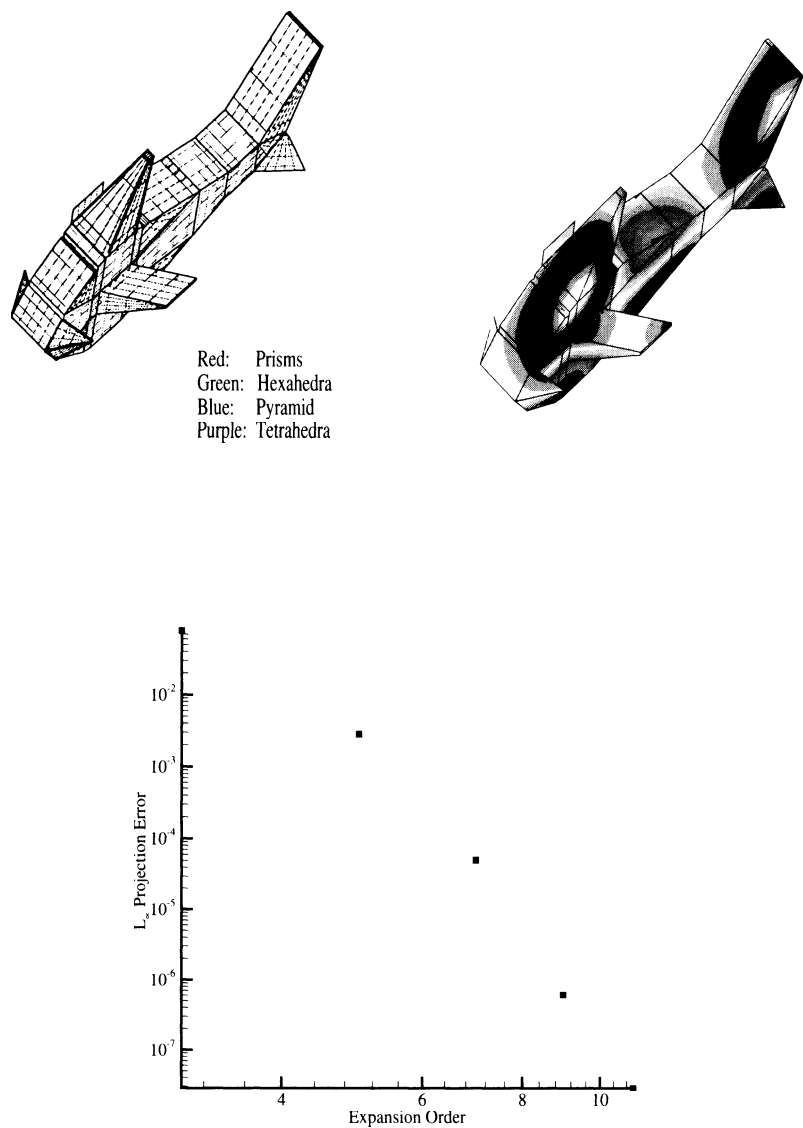 Red: Prisms
Green: Hexahedra
Blue: Pyramid
Purple: Tetrahedra
L∞ Projection Error
10⁻²
10⁻³
10⁻⁴
10⁻⁵
10⁻⁶
10⁻⁷
4 6 8 10
Expansion Order